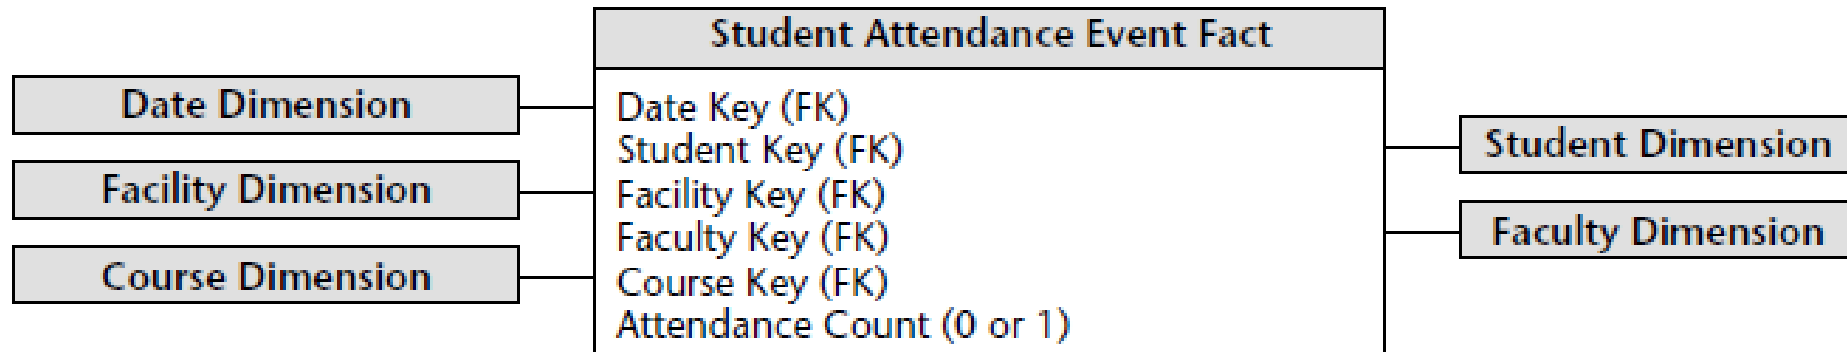 Student Attendance Event Fact
Date Dimension
Facility Dimension
Course Dimension
Date Key (FK)
Student Key (FK)
Facility Key (FK)
Faculty Key (FK)
Course Key (FK)
Attendance Count (0 or 1)
Student Dimension
Faculty Dimension